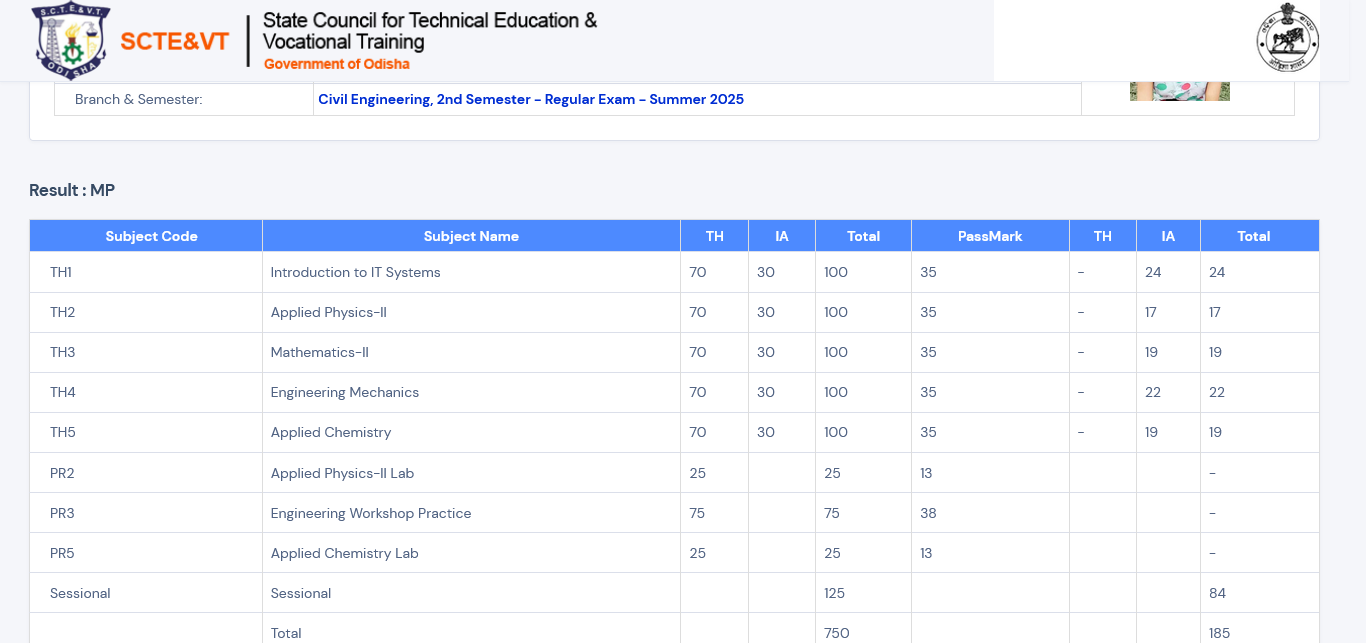 S.C.T.E.&V.T.
ODISHA
SCTE&VT
State Council for Technical Education &
Vocational Training
Government of Odisha
Branch & Semester: Civil Engineering, 2nd Semester - Regular Exam - Summer 2025
Result : MP
Subject Code Subject Name TH IA Total PassMark TH IA Total
TH1 Introduction to IT Systems 70 30 100 35 - 24 24
TH2 Applied Physics-II 70 30 100 35 - 17 17
TH3 Mathematics-II 70 30 100 35 - 19 19
TH4 Engineering Mechanics 70 30 100 35 - 22 22
TH5 Applied Chemistry 70 30 100 35 - 19 19
PR2 Applied Physics-II Lab 25 25 13 -
PR3 Engineering Workshop Practice 75 75 38 -
PR5 Applied Chemistry Lab 25 25 13 -
Sessional Sessional 125 84
Total 750 185